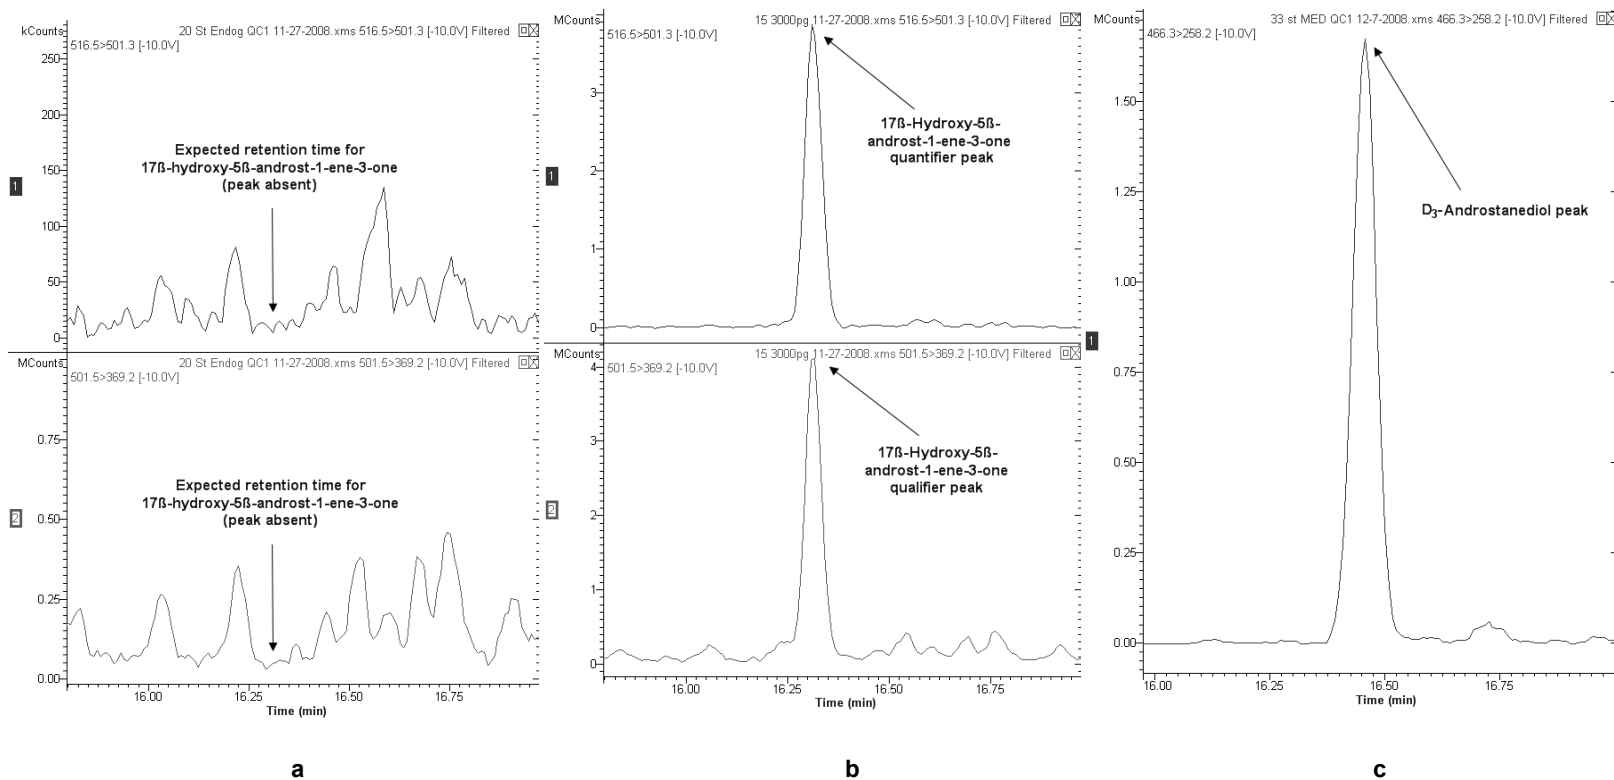 kCounts
20 St Endog QC1 11-27-2008.xms 516.5>501.3 [-10.0V] Filtered
516.5>501.3 [-10.0V]
250
200
150
100
50
0
1
Expected retention time for
17ß-hydroxy-5ß-androst-1-ene-3-one
(peak absent)
MCounts
20 St Endog QC1 11-27-2008.xms 501.5>369.2 [-10.0V] Filtered
501.5>369.2 [-10.0V]
0.75
0.50
0.25
0.00
2
Expected retention time for
17ß-hydroxy-5ß-androst-1-ene-3-one
(peak absent)
16.00 16.25 16.50 16.75
Time (min)
a
MCounts
15 3000pg 11-27-2008.xms 516.5>501.3 [-10.0V] Filtered
516.5>501.3 [-10.0V]
3
2
1
0
1
17ß-Hydroxy-5ß-
androst-1-ene-3-one
quantifier peak
MCounts
15 3000pg 11-27-2008.xms 501.5>369.2 [-10.0V] Filtered
501.5>369.2 [-10.0V]
4
3
2
1
0
2
17ß-Hydroxy-5ß-
androst-1-ene-3-one
qualifier peak
16.00 16.25 16.50 16.75
Time (min)
b
MCounts
33 st MED QC1 12-7-2008.xms 466.3>258.2 [-10.0V] Filtered
466.3>258.2 [-10.0V]
1.50
1.25
1.00
0.75
0.50
0.25
0.00
1
D3-Androstanediol peak
16.00 16.25 16.50 16.75
Time (min)
c